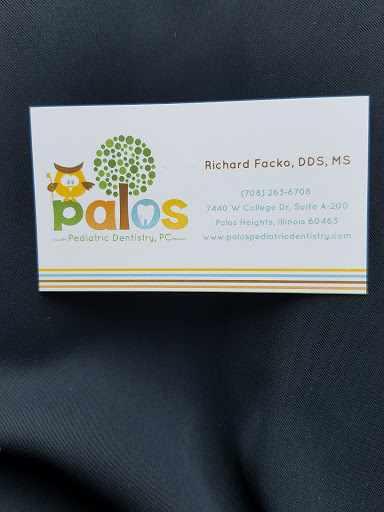 palos
Pediatric Dentistry, PC
Richard Facko, DDS, MS
(708) 263-6708
7440 W College Dr, Suite A-200
Palos Heights, Illinois 60463
www.palospediatricdentistry.com